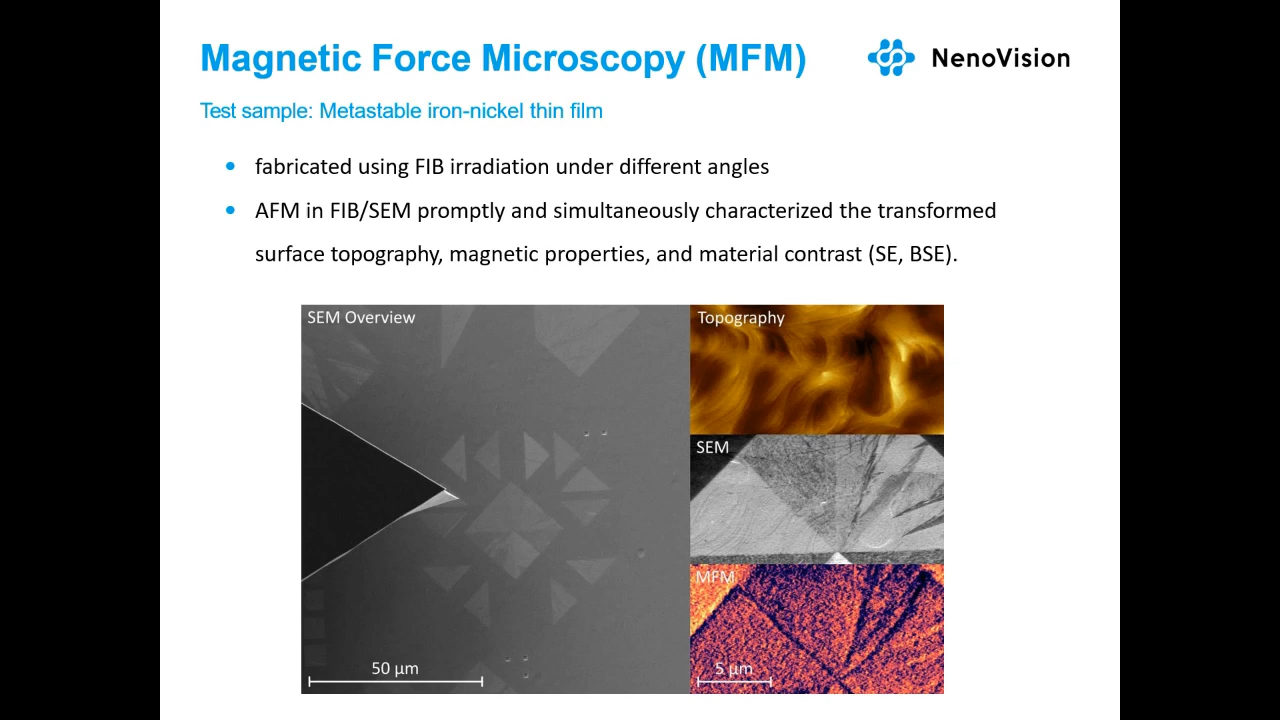 Magnetic Force Microscopy (MFM)
NenoVision
Test sample: Metastable iron-nickel thin film
fabricated using FIB irradiation under different angles
AFM in FIB/SEM promptly and simultaneously characterized the transformed
surface topography, magnetic properties, and material contrast (SE, BSE).
SEM Overview
Topography
SEM
MFM
50 µm
5 µm